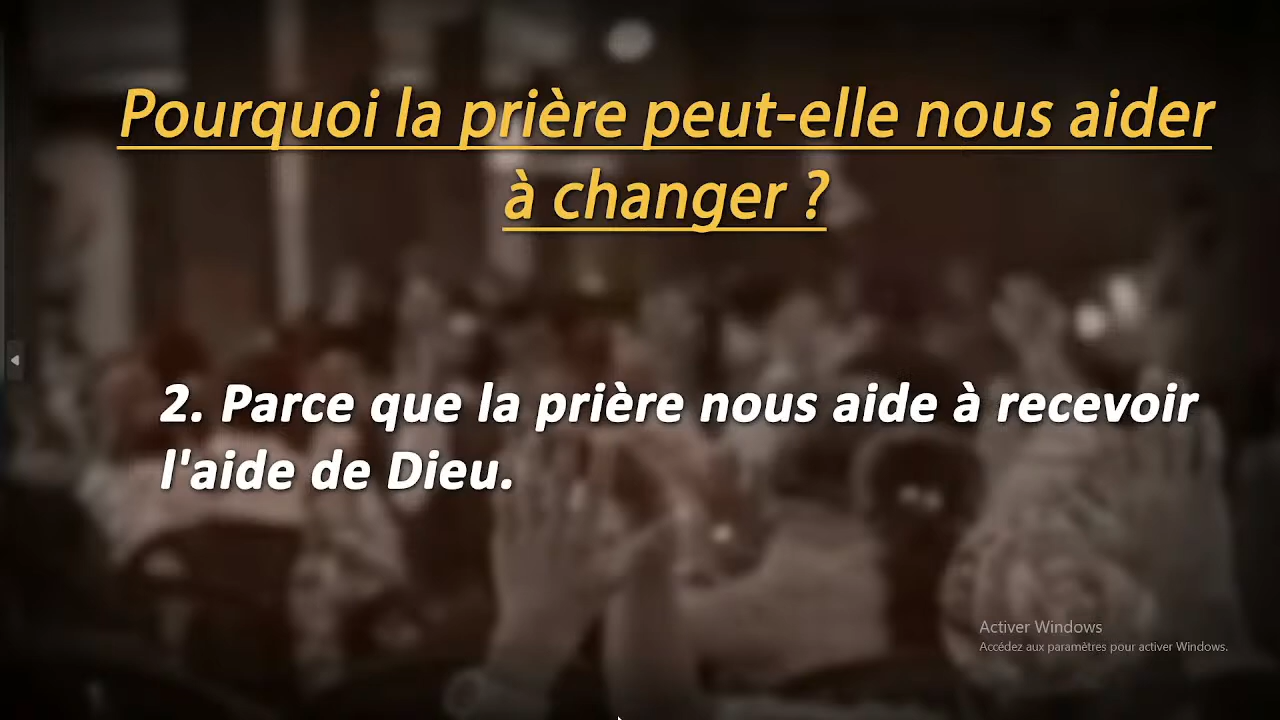 Pourquoi la prière peut-elle nous aider
à changer ?
2. Parce que la prière nous aide à recevoir
l'aide de Dieu.
Activer Windows
Accédez aux paramètres pour activer Windows.